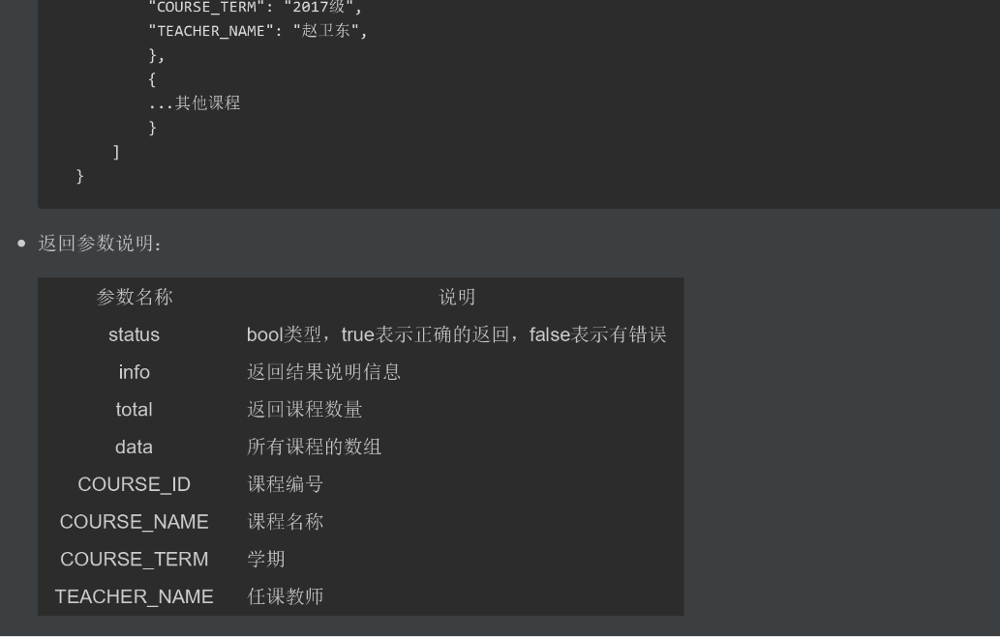 "COURSE_TERM": "2017级",
"TEACHER_NAME": "赵卫东",
},
{
...其他课程
}
]
}
返回参数说明：
参数名称 说明
status bool类型，true表示正确的返回，false表示有错误
info 返回结果说明信息
total 返回课程数量
data 所有课程的数组
COURSE_ID 课程编号
COURSE_NAME 课程名称
COURSE_TERM 学期
TEACHER_NAME 任课教师